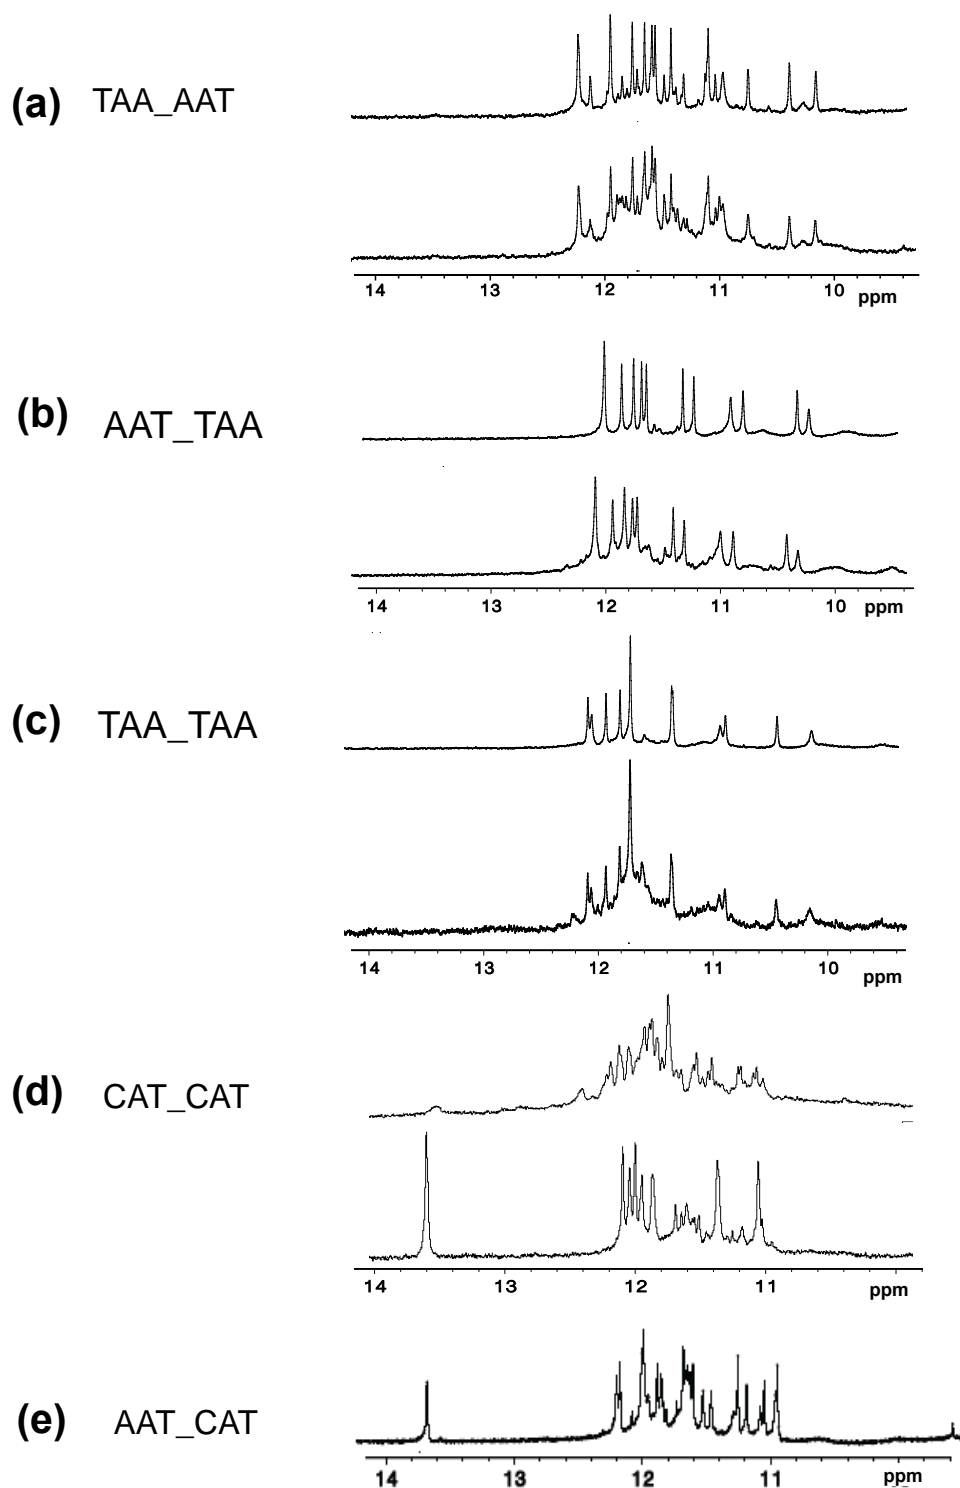 (a) TAA_AAT
14 13 12 11 10 ppm
(b) AAT_TAA
14 13 12 11 10 ppm
(c) TAA_TAA
14 13 12 11 10 ppm
(d) CAT_CAT
14 13 12 11 ppm
(e) AAT_CAT
14 13 12 11 ppm